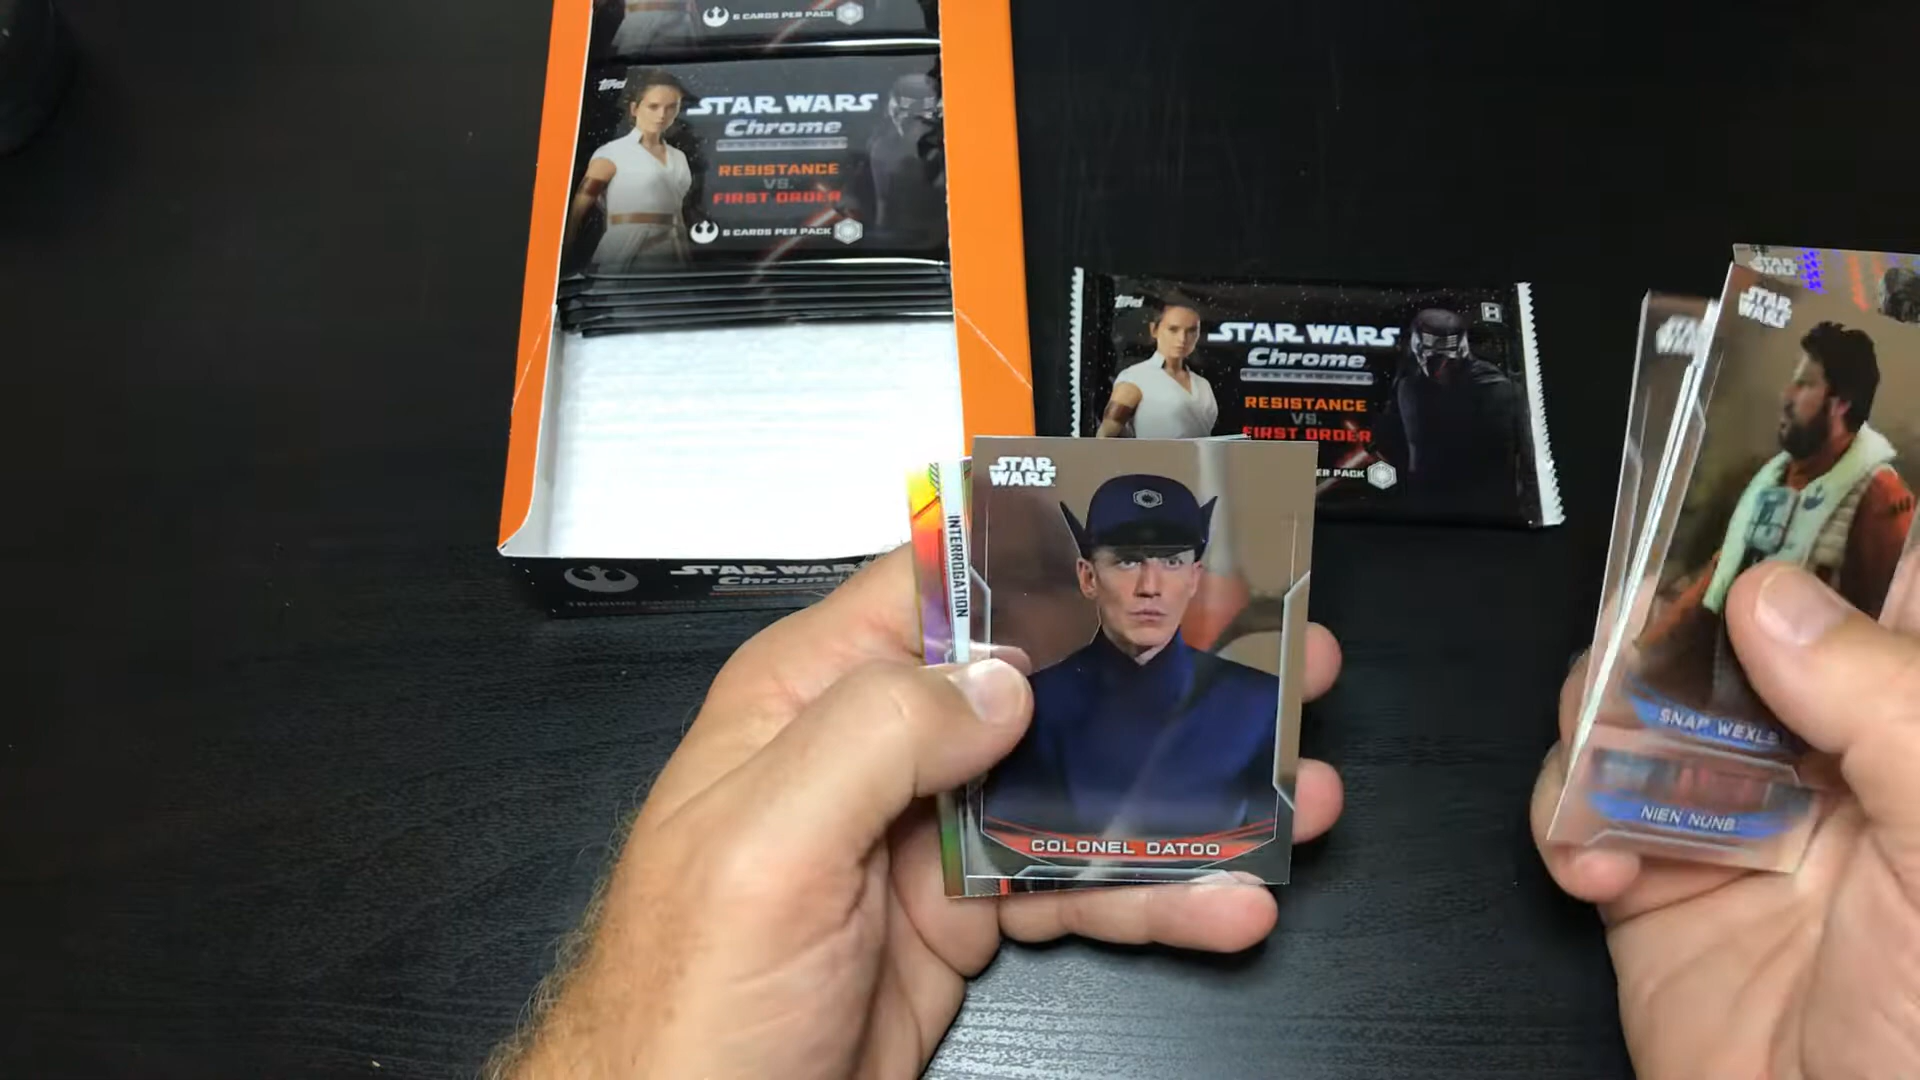 6 CARDS PER PACK
Topps
STAR WARS
Chrome
RESISTANCE
VS.
FIRST ORDER
6 CARDS PER PACK
Topps
H
STAR WARS
Chrome
RESISTANCE
VS.
FIRST ORDER
ER PACK
STAR WARS
Chrome
INTERROGATION
STAR
WARS
COLONEL DATOO
STAR
WARS
STAR
WARS
SNAP WEXLEY
NIEN NUNB